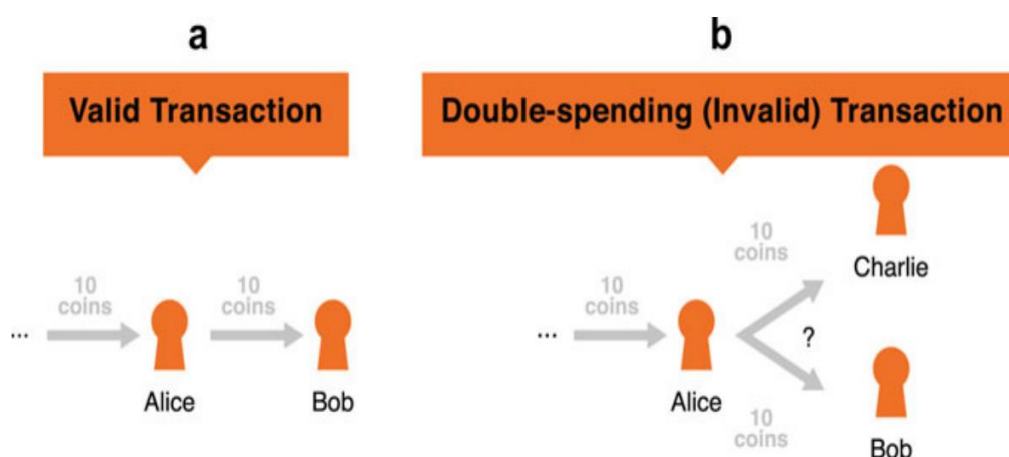 a
Valid Transaction
10
coins
10
coins
...
Alice
Bob
b
Double-spending (Invalid) Transaction
10
coins
Charlie
10
coins
...
?
Alice
10
coins
Bob